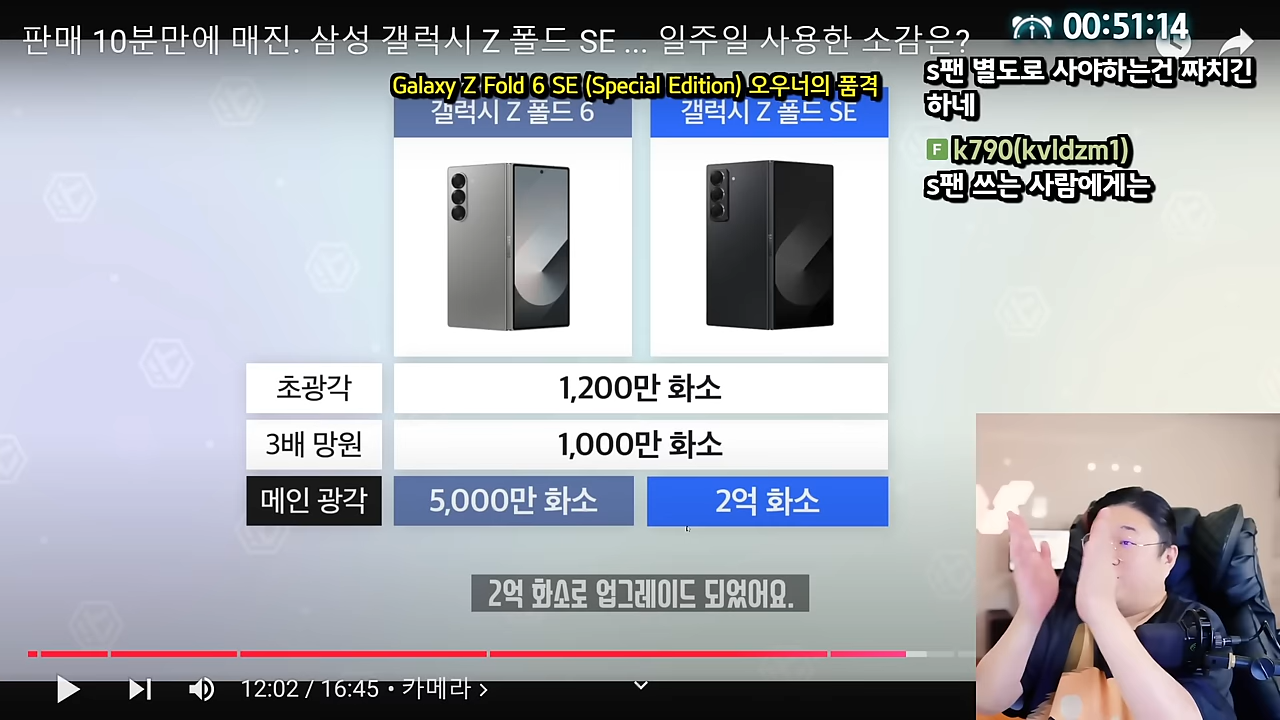 판매 10분만에 매진. 삼성 갤럭시 Z 폴드 SE ... 일주일 사용한 소감은?
00:51:14
Galaxy Z Fold 6 SE (Special Edition) 오우너의 품격
s팬 별도로 사야하는건 짜치긴
하네
F k790(kvldzm1)
s팬 쓰는 사람에게는
갤럭시 Z 폴드 6
갤럭시 Z 폴드 SE
초광각
1,200만 화소
3배 망원
1,000만 화소
메인 광각
5,000만 화소
2억 화소
2억 화소로 업그레이드 되었어요.
12:02 / 16:45 • 카메라 >